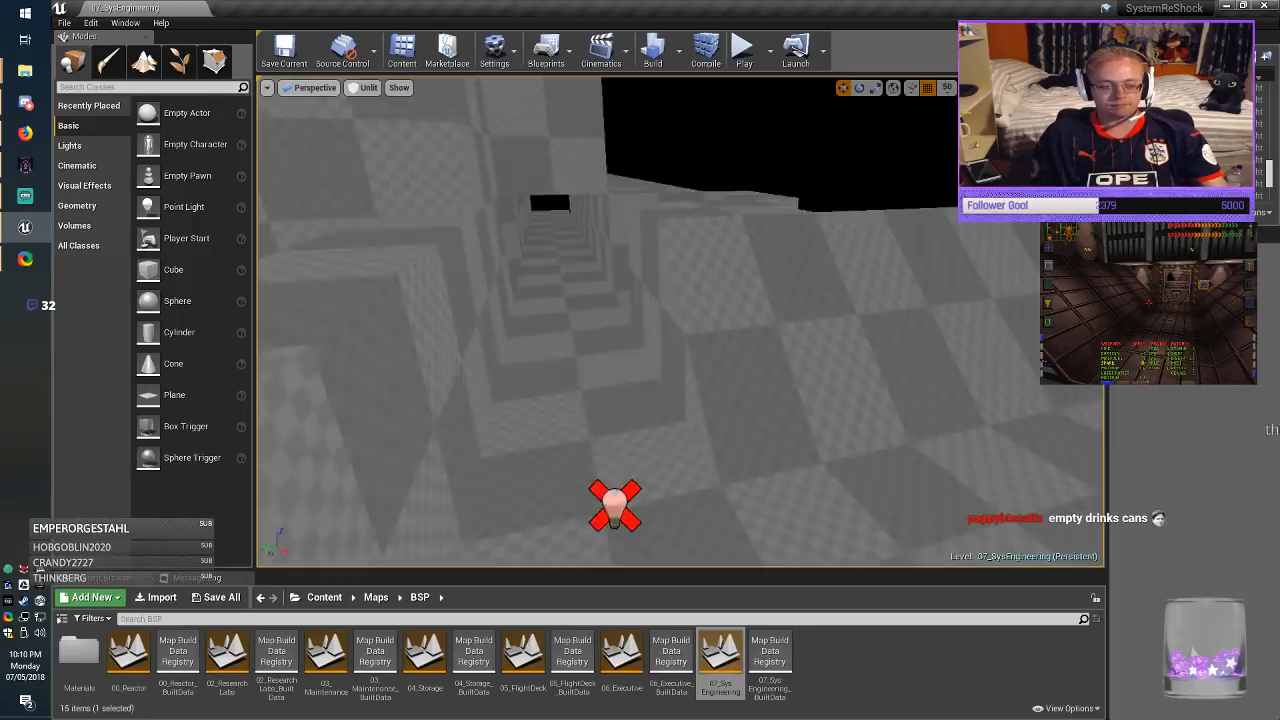 07_SysEngineering
SystemReShock
File Edit Window Help
Modes
Search Classes
Recently Placed
Basic
Lights
Cinematic
Visual Effects
Geometry
Volumes
All Classes
Empty Actor
Empty Character
Empty Pawn
Point Light
Player Start
Cube
Sphere
Cylinder
Cone
Plane
Box Trigger
Sphere Trigger
Save Current
Source Control
Content
Marketplace
Settings
Blueprints
Cinematics
Build
Compile
Play
Launch
Perspective
Unlit
Show
50
OPE
Follower Goal 2379 5000
32
empty drinks cans
th
Level: 07_SysEngineering (Persistent)
EMPERORGESTAHL SUB
HOBGOBLIN2020 SUB
CRANDY2727 SUB
THINKBERG SUB
Add New
Import
Save All
Content
Maps
BSP
Filters
Search BSP
Materials
00_Reactor
Map Build Data Registry
00_Reactor_BuiltData
02_Research Labs
Map Build Data Registry
02_Research Labs_Built Data
03_Maintenance
Map Build Data Registry
03_Maintenance_BuiltData
04_Storage
Map Build Data Registry
04_Storage_BuiltData
05_FlightDeck
Map Build Data Registry
05_FlightDeck_BuiltData
06_Executive
Map Build Data Registry
06_Executive_BuiltData
07_Sys Engineering
Map Build Data Registry
07_Sys Engineering_BuiltData
15 items (1 selected)
View Options
10:10 PM
Monday
07/05/2018